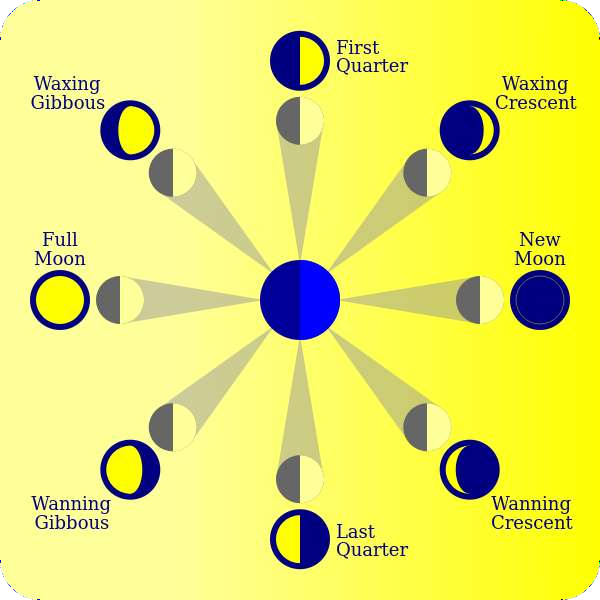 First
Quarter
Waxing
Gibbous
Waxing
Crescent
Full
Moon
New
Moon
Wanning
Gibbous
Wanning
Crescent
Last
Quarter